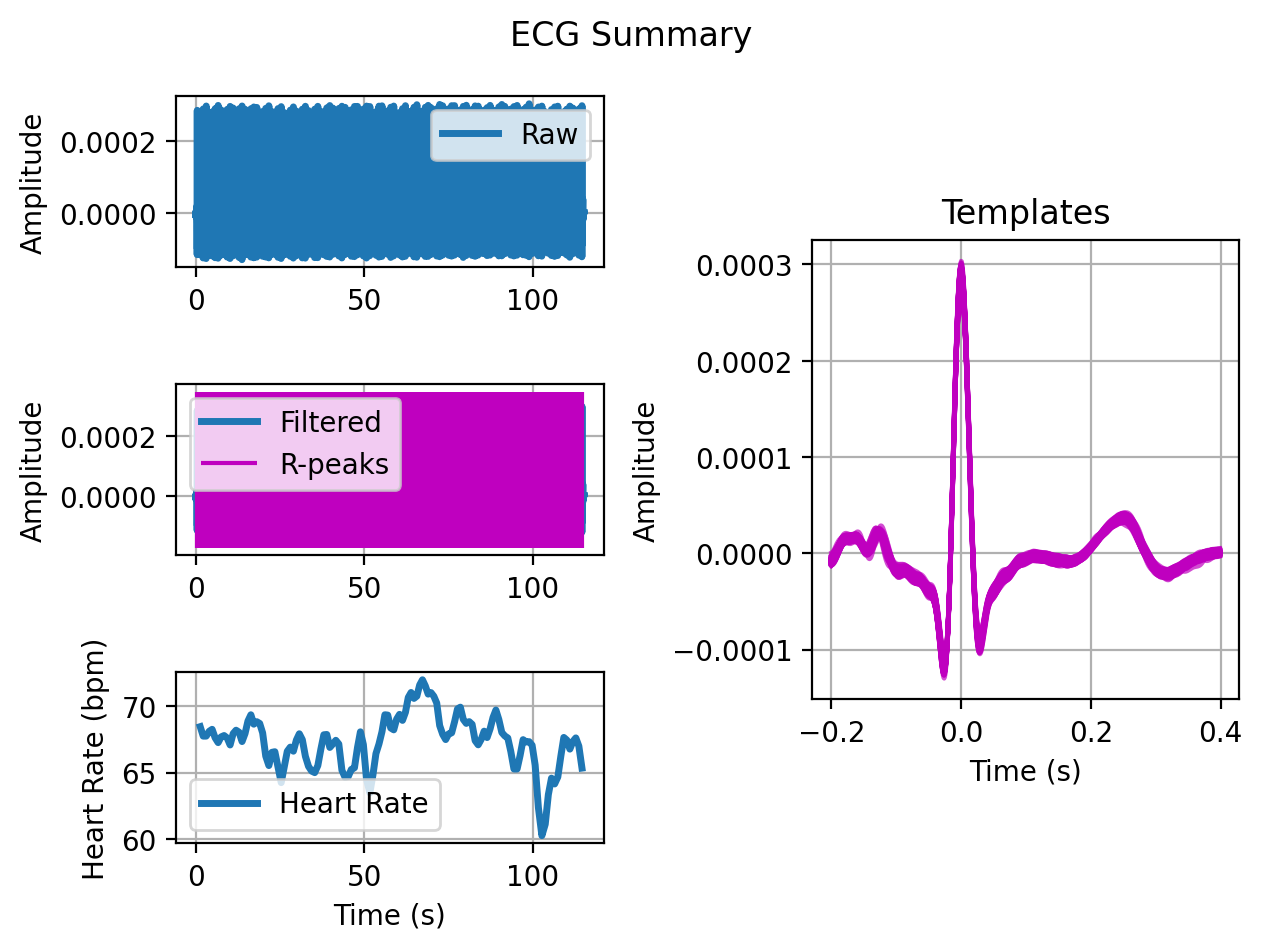 ECG Summary
Amplitude
0.0002
0.0000
Raw
0
50
100
Amplitude
0.0002
0.0000
Filtered
R-peaks
0
50
100
Heart Rate (bpm)
70
65
60
Heart Rate
0
50
100
Time (s)
Templates
Amplitude
0.0003
0.0002
0.0001
0.0000
−0.0001
−0.2
0.0
0.2
0.4
Time (s)